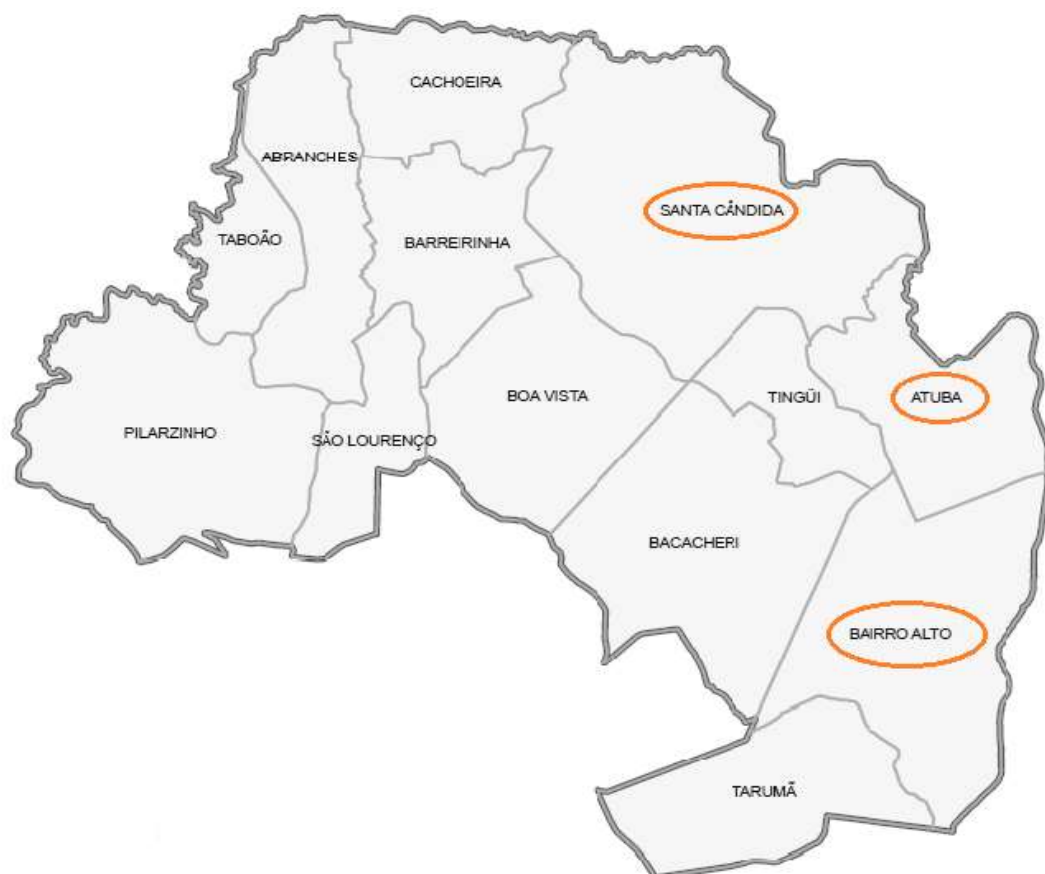 CACHOEIRA
ABRANCHES
SANTA CÂNDIDA
TABOÃO
BARREIRINHA
BOA VISTA
TINGÜI
ATUBA
PILARZINHO
SÃO LOURENÇO
BACACHERI
BAIRRO ALTO
TARUMÃ